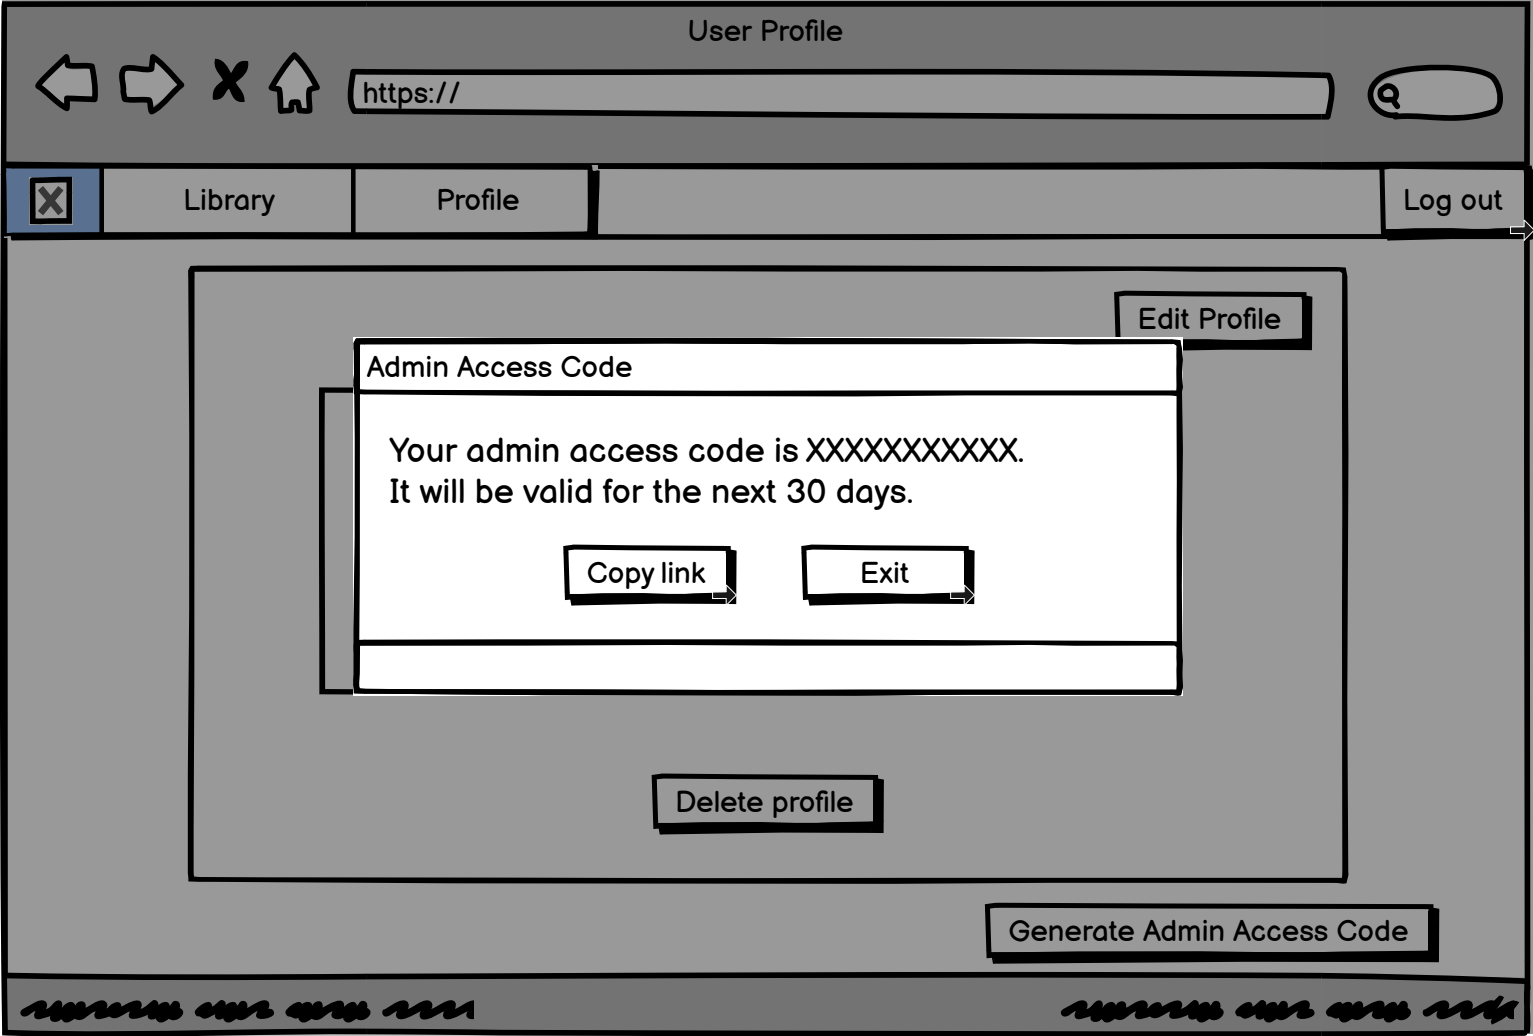 User Profile
https://
Library
Profile
Log out
Edit Profile
Admin Access Code
Your admin access code is XXXXXXXXXXX.
It will be valid for the next 30 days.
Copy link
Exit
Delete profile
Generate Admin Access Code